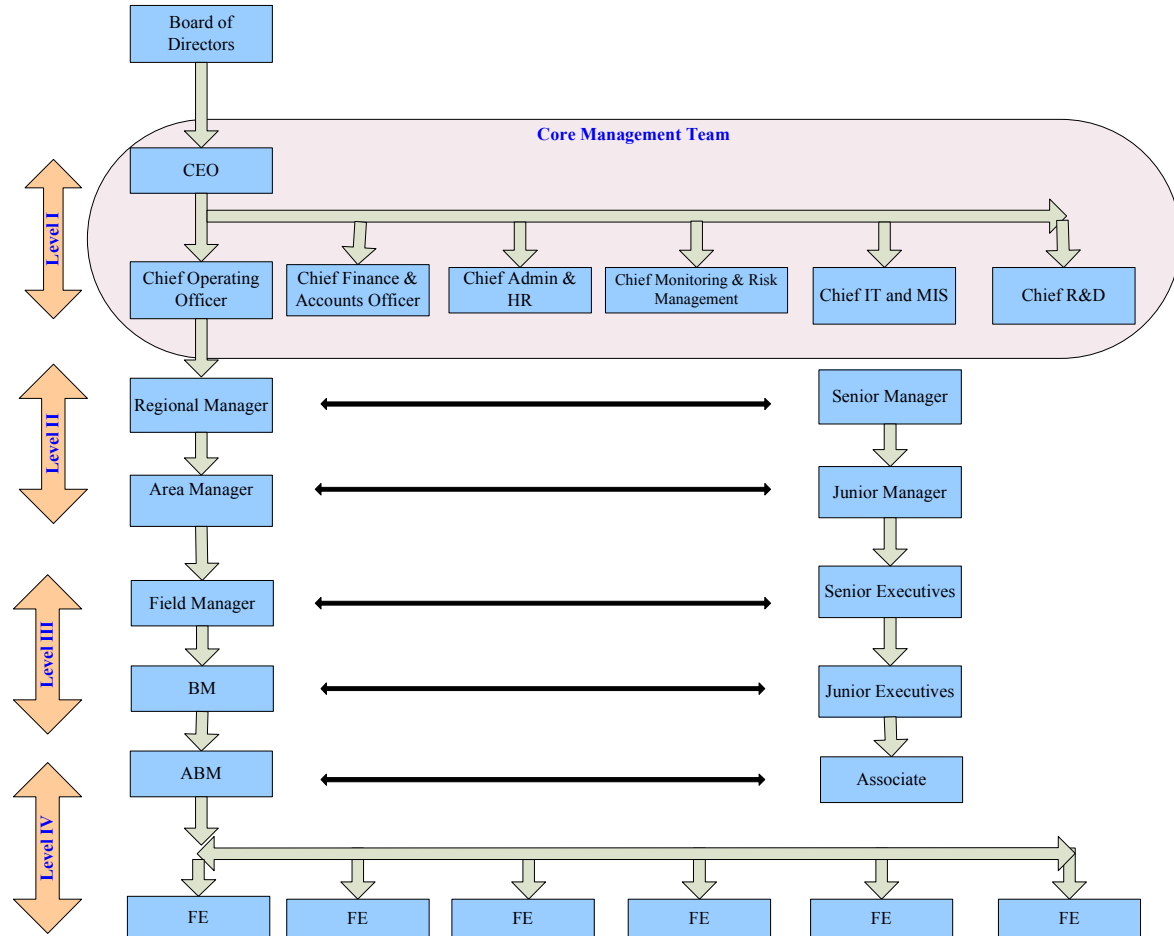 Board of
Directors
Core Management Team
CEO
Level I
Chief Operating
Officer
Chief Finance &
Accounts Officer
Chief Admin &
HR
Chief Monitoring & Risk
Management
Chief IT and MIS
Chief R&D
Level II
Regional Manager
Senior Manager
Area Manager
Junior Manager
Level III
Field Manager
Senior Executives
BM
Junior Executives
Level IV
ABM
Associate
FE
FE
FE
FE
FE
FE